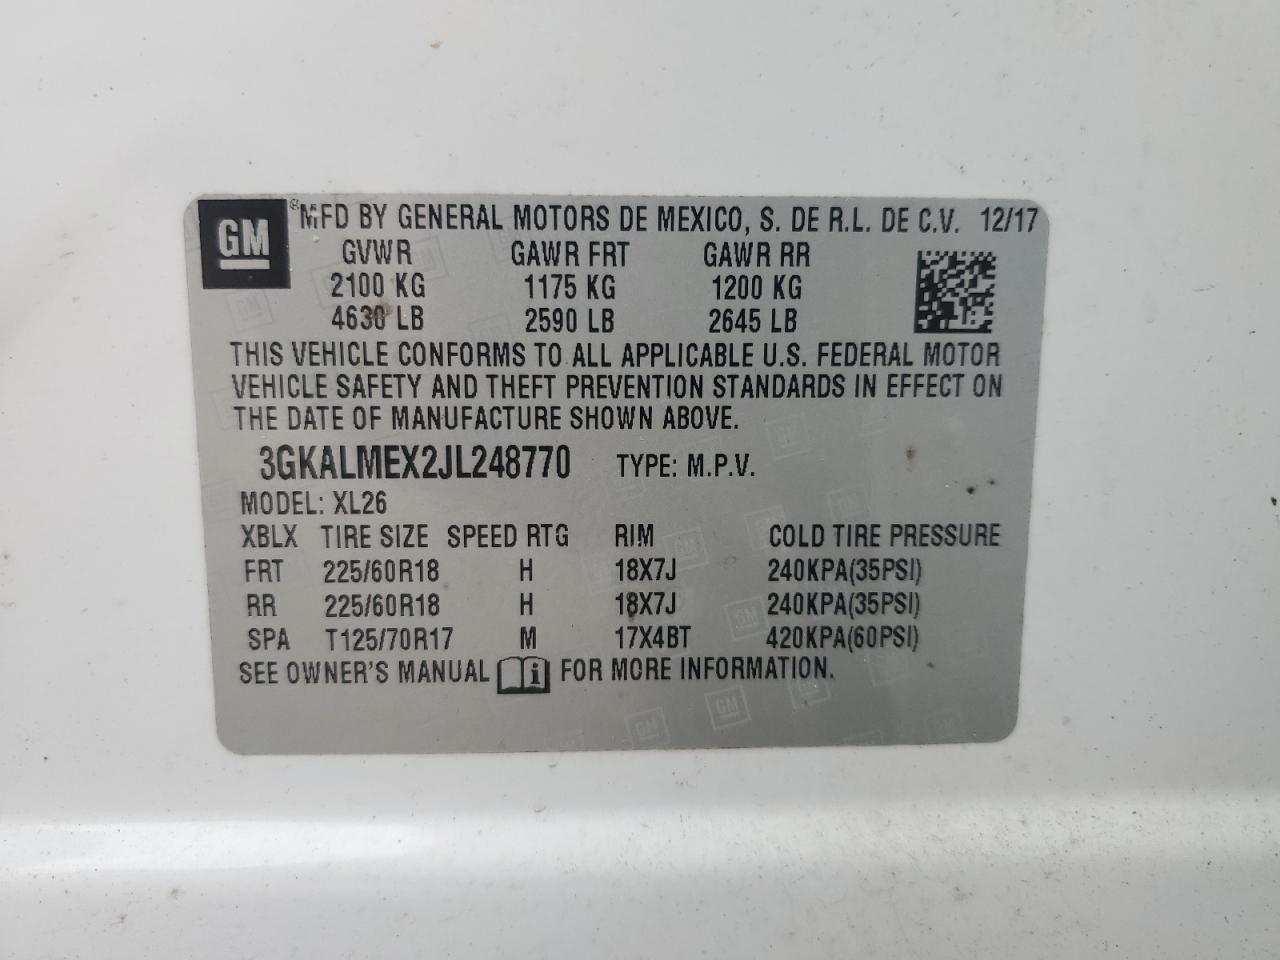 GM ® MFD BY GENERAL MOTORS DE MEXICO, S. DE R.L. DE C.V. 12/17
GVWR GAWR FRT GAWR RR
2100 KG 1175 KG 1200 KG
4630 LB 2590 LB 2645 LB
THIS VEHICLE CONFORMS TO ALL APPLICABLE U.S. FEDERAL MOTOR
VEHICLE SAFETY AND THEFT PREVENTION STANDARDS IN EFFECT ON
THE DATE OF MANUFACTURE SHOWN ABOVE.
3GKALMEX2JL248770 TYPE: M.P.V.
MODEL: XL26
XBLX TIRE SIZE SPEED RTG RIM COLD TIRE PRESSURE
FRT 225/60R18 H 18X7J 240KPA(35PSI)
RR 225/60R18 H 18X7J 240KPA(35PSI)
SPA T125/70R17 M 17X4BT 420KPA(60PSI)
SEE OWNER'S MANUAL i FOR MORE INFORMATION.